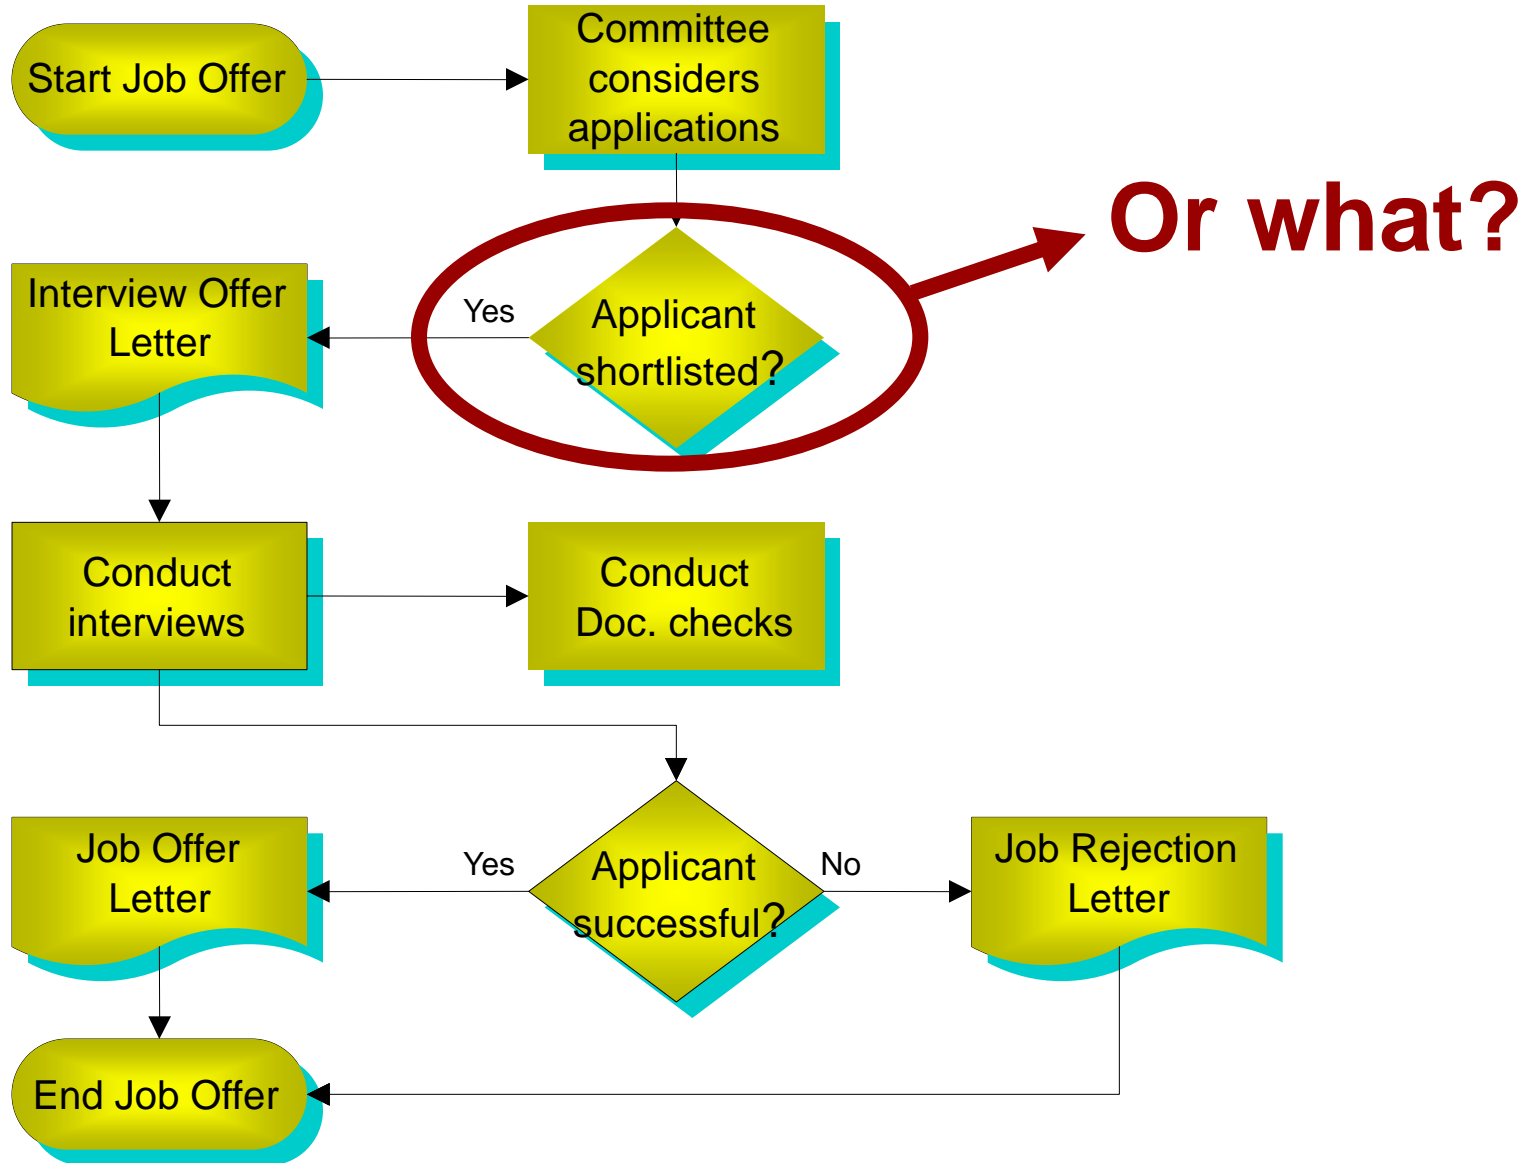 Start Job Offer
Committee
considers
applications
Or what?
Interview Offer
Letter
Yes
Applicant
shortlisted?
Conduct
interviews
Conduct
Doc. checks
Job Offer
Letter
Yes
Applicant
successful?
No
Job Rejection
Letter
End Job Offer